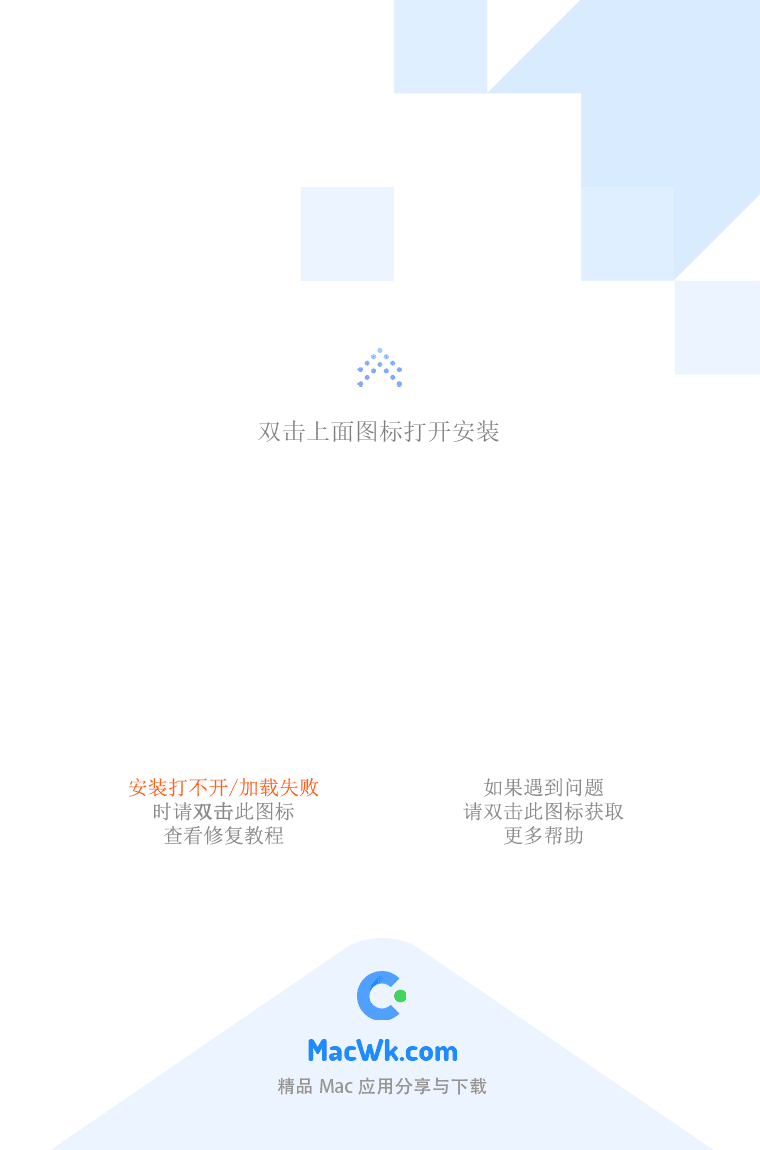 双击上面图标打开安装
安装打不开/加载失败
时请双击此图标
查看修复教程
如果遇到问题
请双击此图标获取
更多帮助
MacWk.com
精品 Mac 应用分享与下载